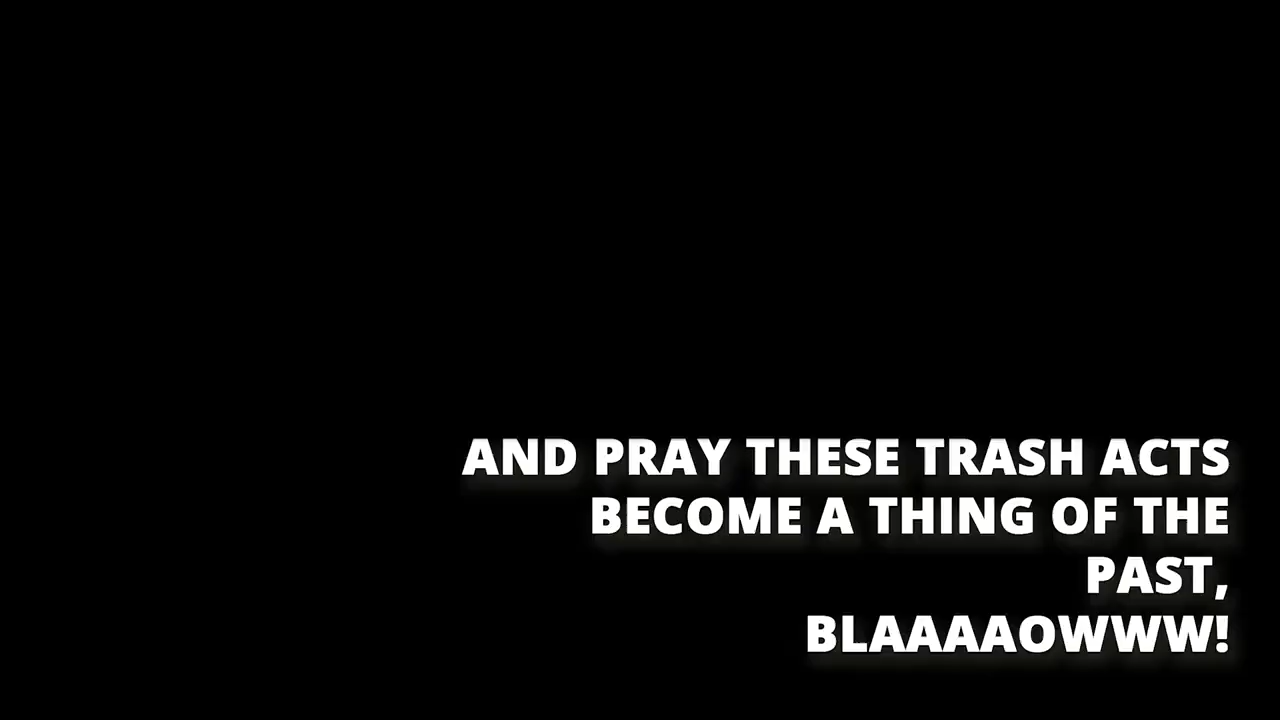 AND PRAY THESE TRASH ACTS
BECOME A THING OF THE
PAST,
BLAAAAOWWW!